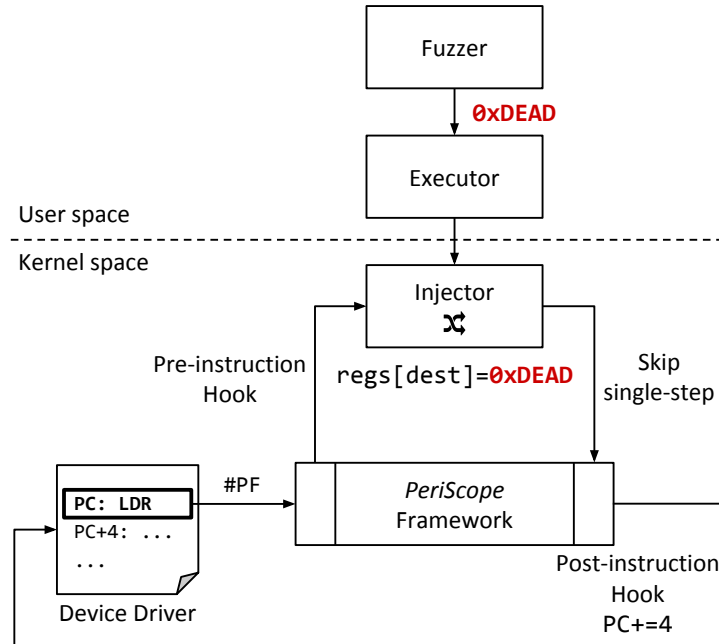 Fuzzer
0xDEAD
Executor
User space
Kernel space
Injector
Pre-instruction
Hook
regs[dest]=0xDEAD
Skip
single-step
PC: LDR
PC+4: ...
...
#PF
PeriScope
Framework
Device Driver
Post-instruction
Hook
PC+=4